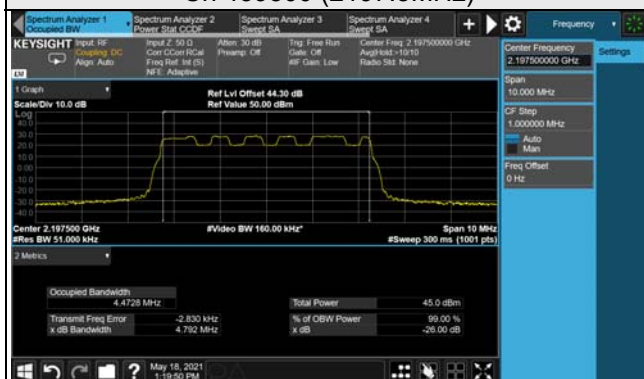 Spectrum Analyzer 1
Occupied BW
Spectrum Analyzer 2
Power Stat CCDF
Spectrum Analyzer 3
Swept SA
Spectrum Analyzer 4
Swept SA
Frequency
KEYSIGHT
Input: RF
Coupling: DC
Align: Auto
Input Z: 50 Ω
Corr CCorr RCal
Freq Ref: Int (S)
NFE: Adaptive
Atten: 30 dB
Preamp: Off
Trig: Free Run
Gate: Off
#IF Gain: Low
Center Freq: 2.197500000 GHz
Avg|Hold:>10/10
Radio Std: None
LM
1 Graph
Scale/Div 10.0 dB
Ref Lvl Offset 44.30 dB
Ref Value 50.00 dBm
Log
40.0
30.0
20.0
10.0
0.00
-10.0
-20.0
-30.0
-40.0
Center 2.197500 GHz
#Res BW 51.000 kHz
#Video BW 160.00 kHz*
Span 10 MHz
#Sweep 300 ms (1001 pts)
2 Metrics
Occupied Bandwidth
4.4728 MHz
Total Power 45.0 dBm
Transmit Freq Error -2.830 kHz
% of OBW Power 99.00 %
x dB Bandwidth 4.792 MHz
x dB -26.00 dB
May 18, 2021
1:19:50 PM
Center Frequency
2.197500000 GHz
Settings
Span
10.000 MHz
CF Step
1.000000 MHz
Auto
Man
Freq Offset
0 Hz